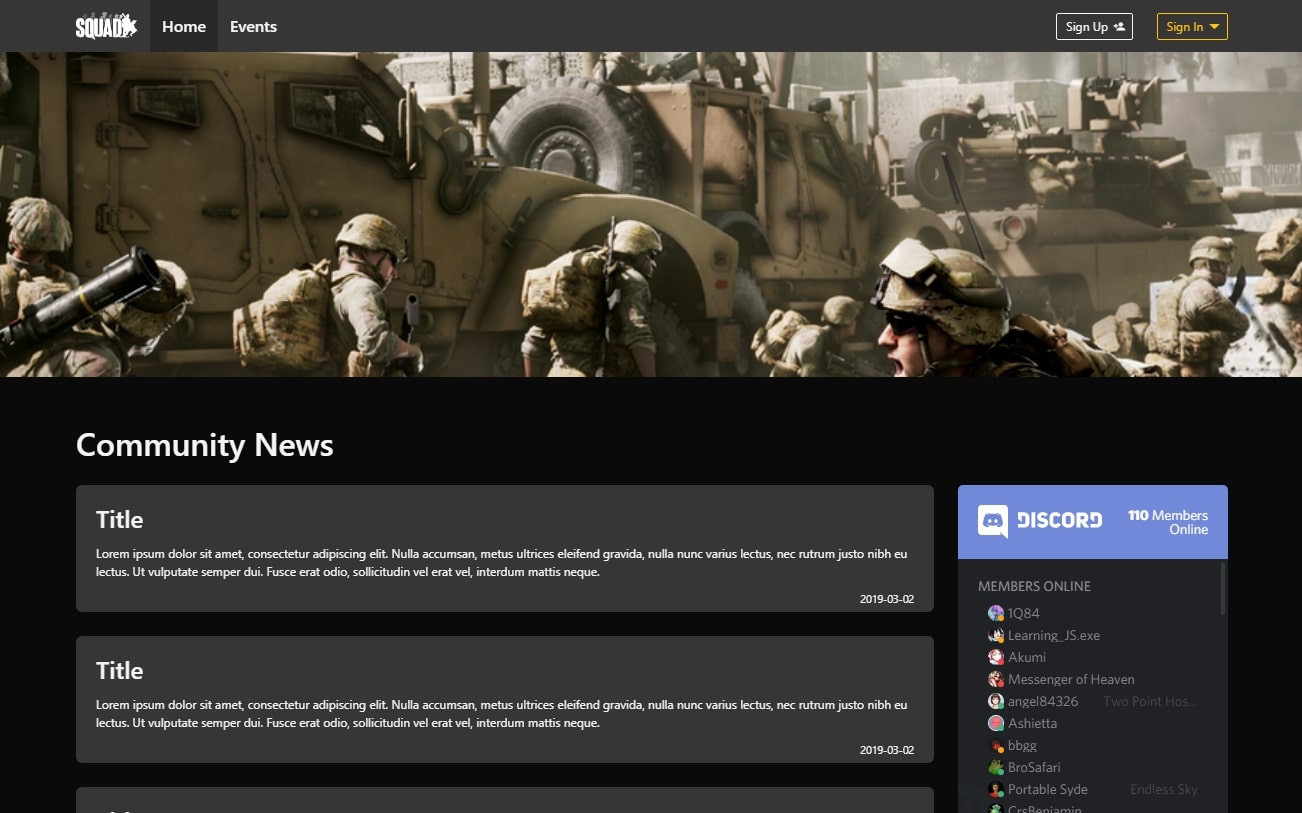 SQUAD
Home
Events
Sign Up
Sign In
Community News
Title
Lorem ipsum dolor sit amet, consectetur adipiscing elit. Nulla accumsan, metus ultrices eleifend gravida, nulla nunc varius lectus, nec rutrum justo nibh eu
lectus. Ut vulputate semper dui. Fusce erat odio, sollicitudin vel erat vel, interdum mattis neque.
2019-03-02
Title
Lorem ipsum dolor sit amet, consectetur adipiscing elit. Nulla accumsan, metus ultrices eleifend gravida, nulla nunc varius lectus, nec rutrum justo nibh eu
lectus. Ut vulputate semper dui. Fusce erat odio, sollicitudin vel erat vel, interdum mattis neque.
2019-03-02
DISCORD
110 Members
Online
MEMBERS ONLINE
1Q84
Learning_JS.exe
Akumi
Messenger of Heaven
angel84326 Two Point Hos...
Ashietta
bbgg
BroSafari
Portable Syde Endless Sky
CrsBenjamin